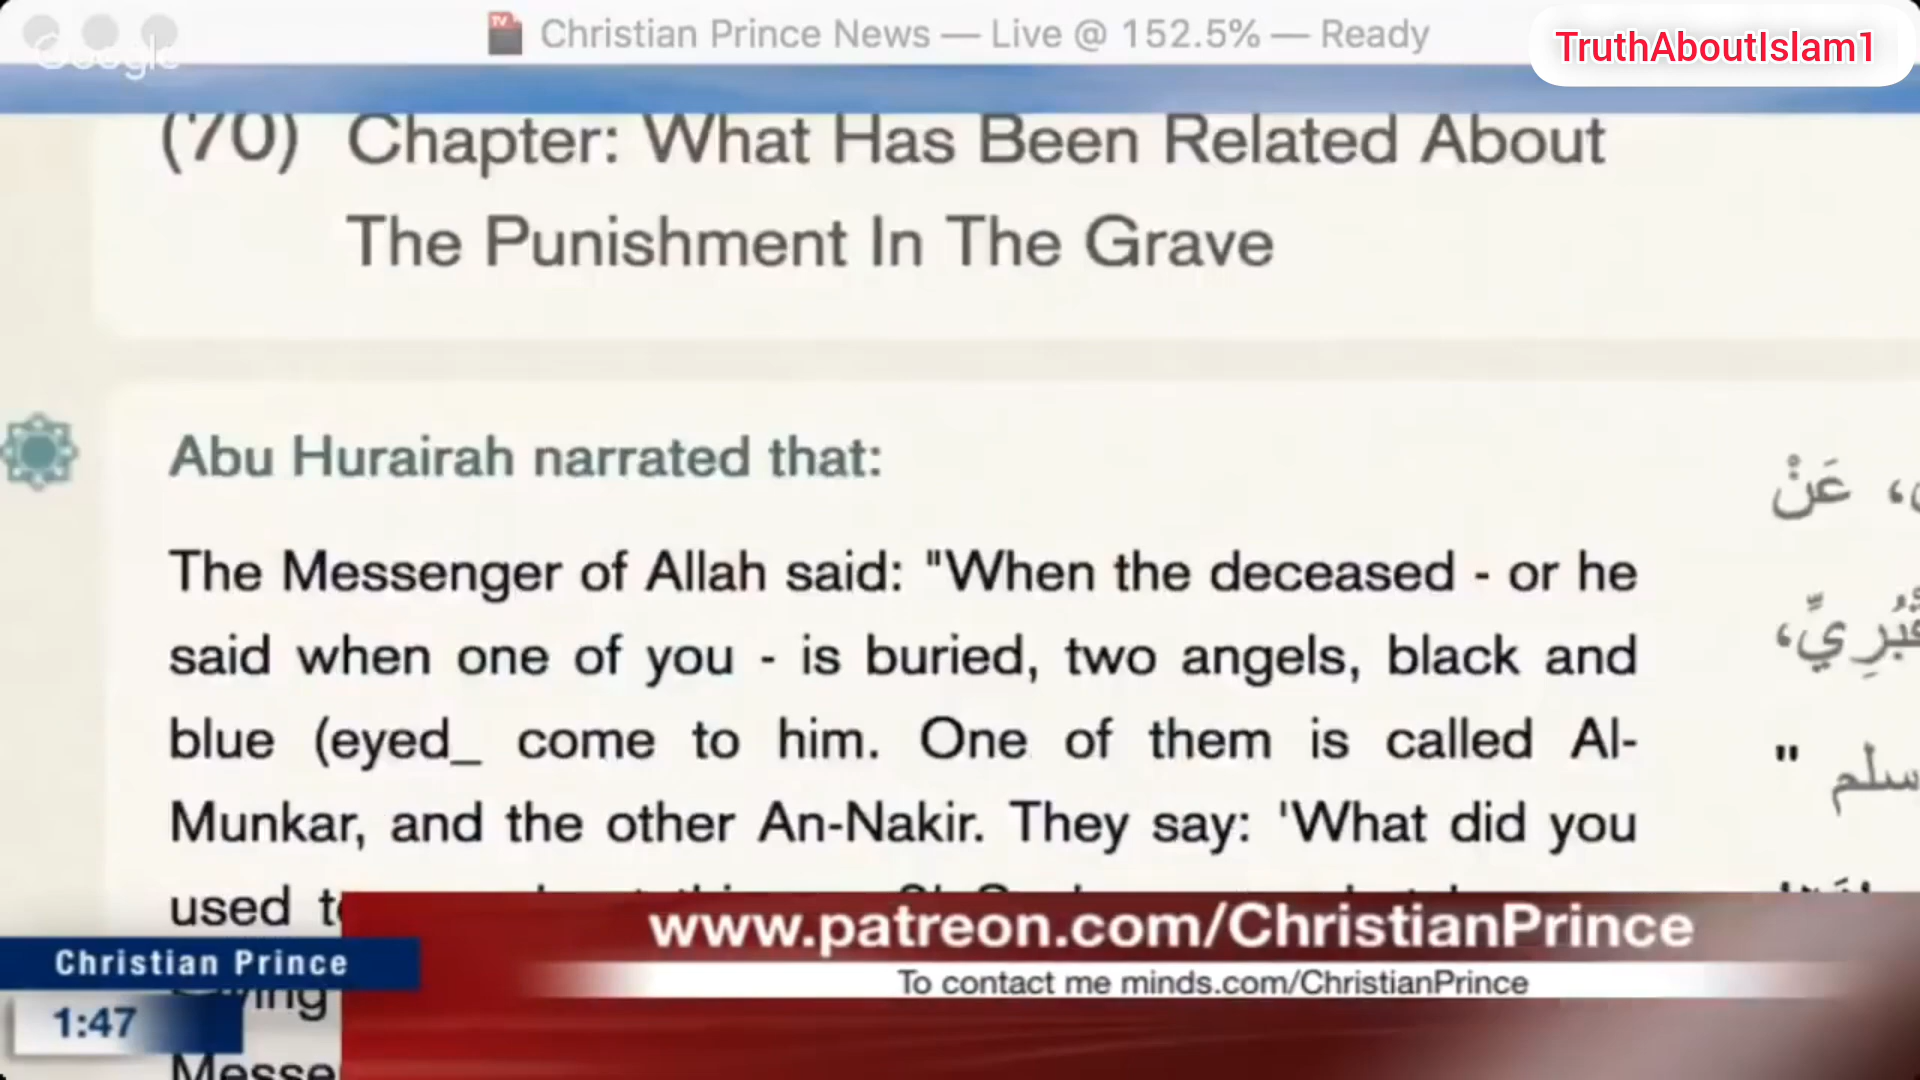 Christian Prince News — Live @ 152.5% — Ready
TruthAboutIslam1
Google
(70) Chapter: What Has Been Related About
The Punishment In The Grave
Abu Hurairah narrated that:
عَنْ
The Messenger of Allah said: "When the deceased - or he
said when one of you - is buried, two angels, black and
blue (eyed_ come to him. One of them is called Al-
Munkar, and the other An-Nakir. They say: 'What did you
used
www.patreon.com/ChristianPrince
Christian Prince
To contact me minds.com/ChristianPrince
1:47